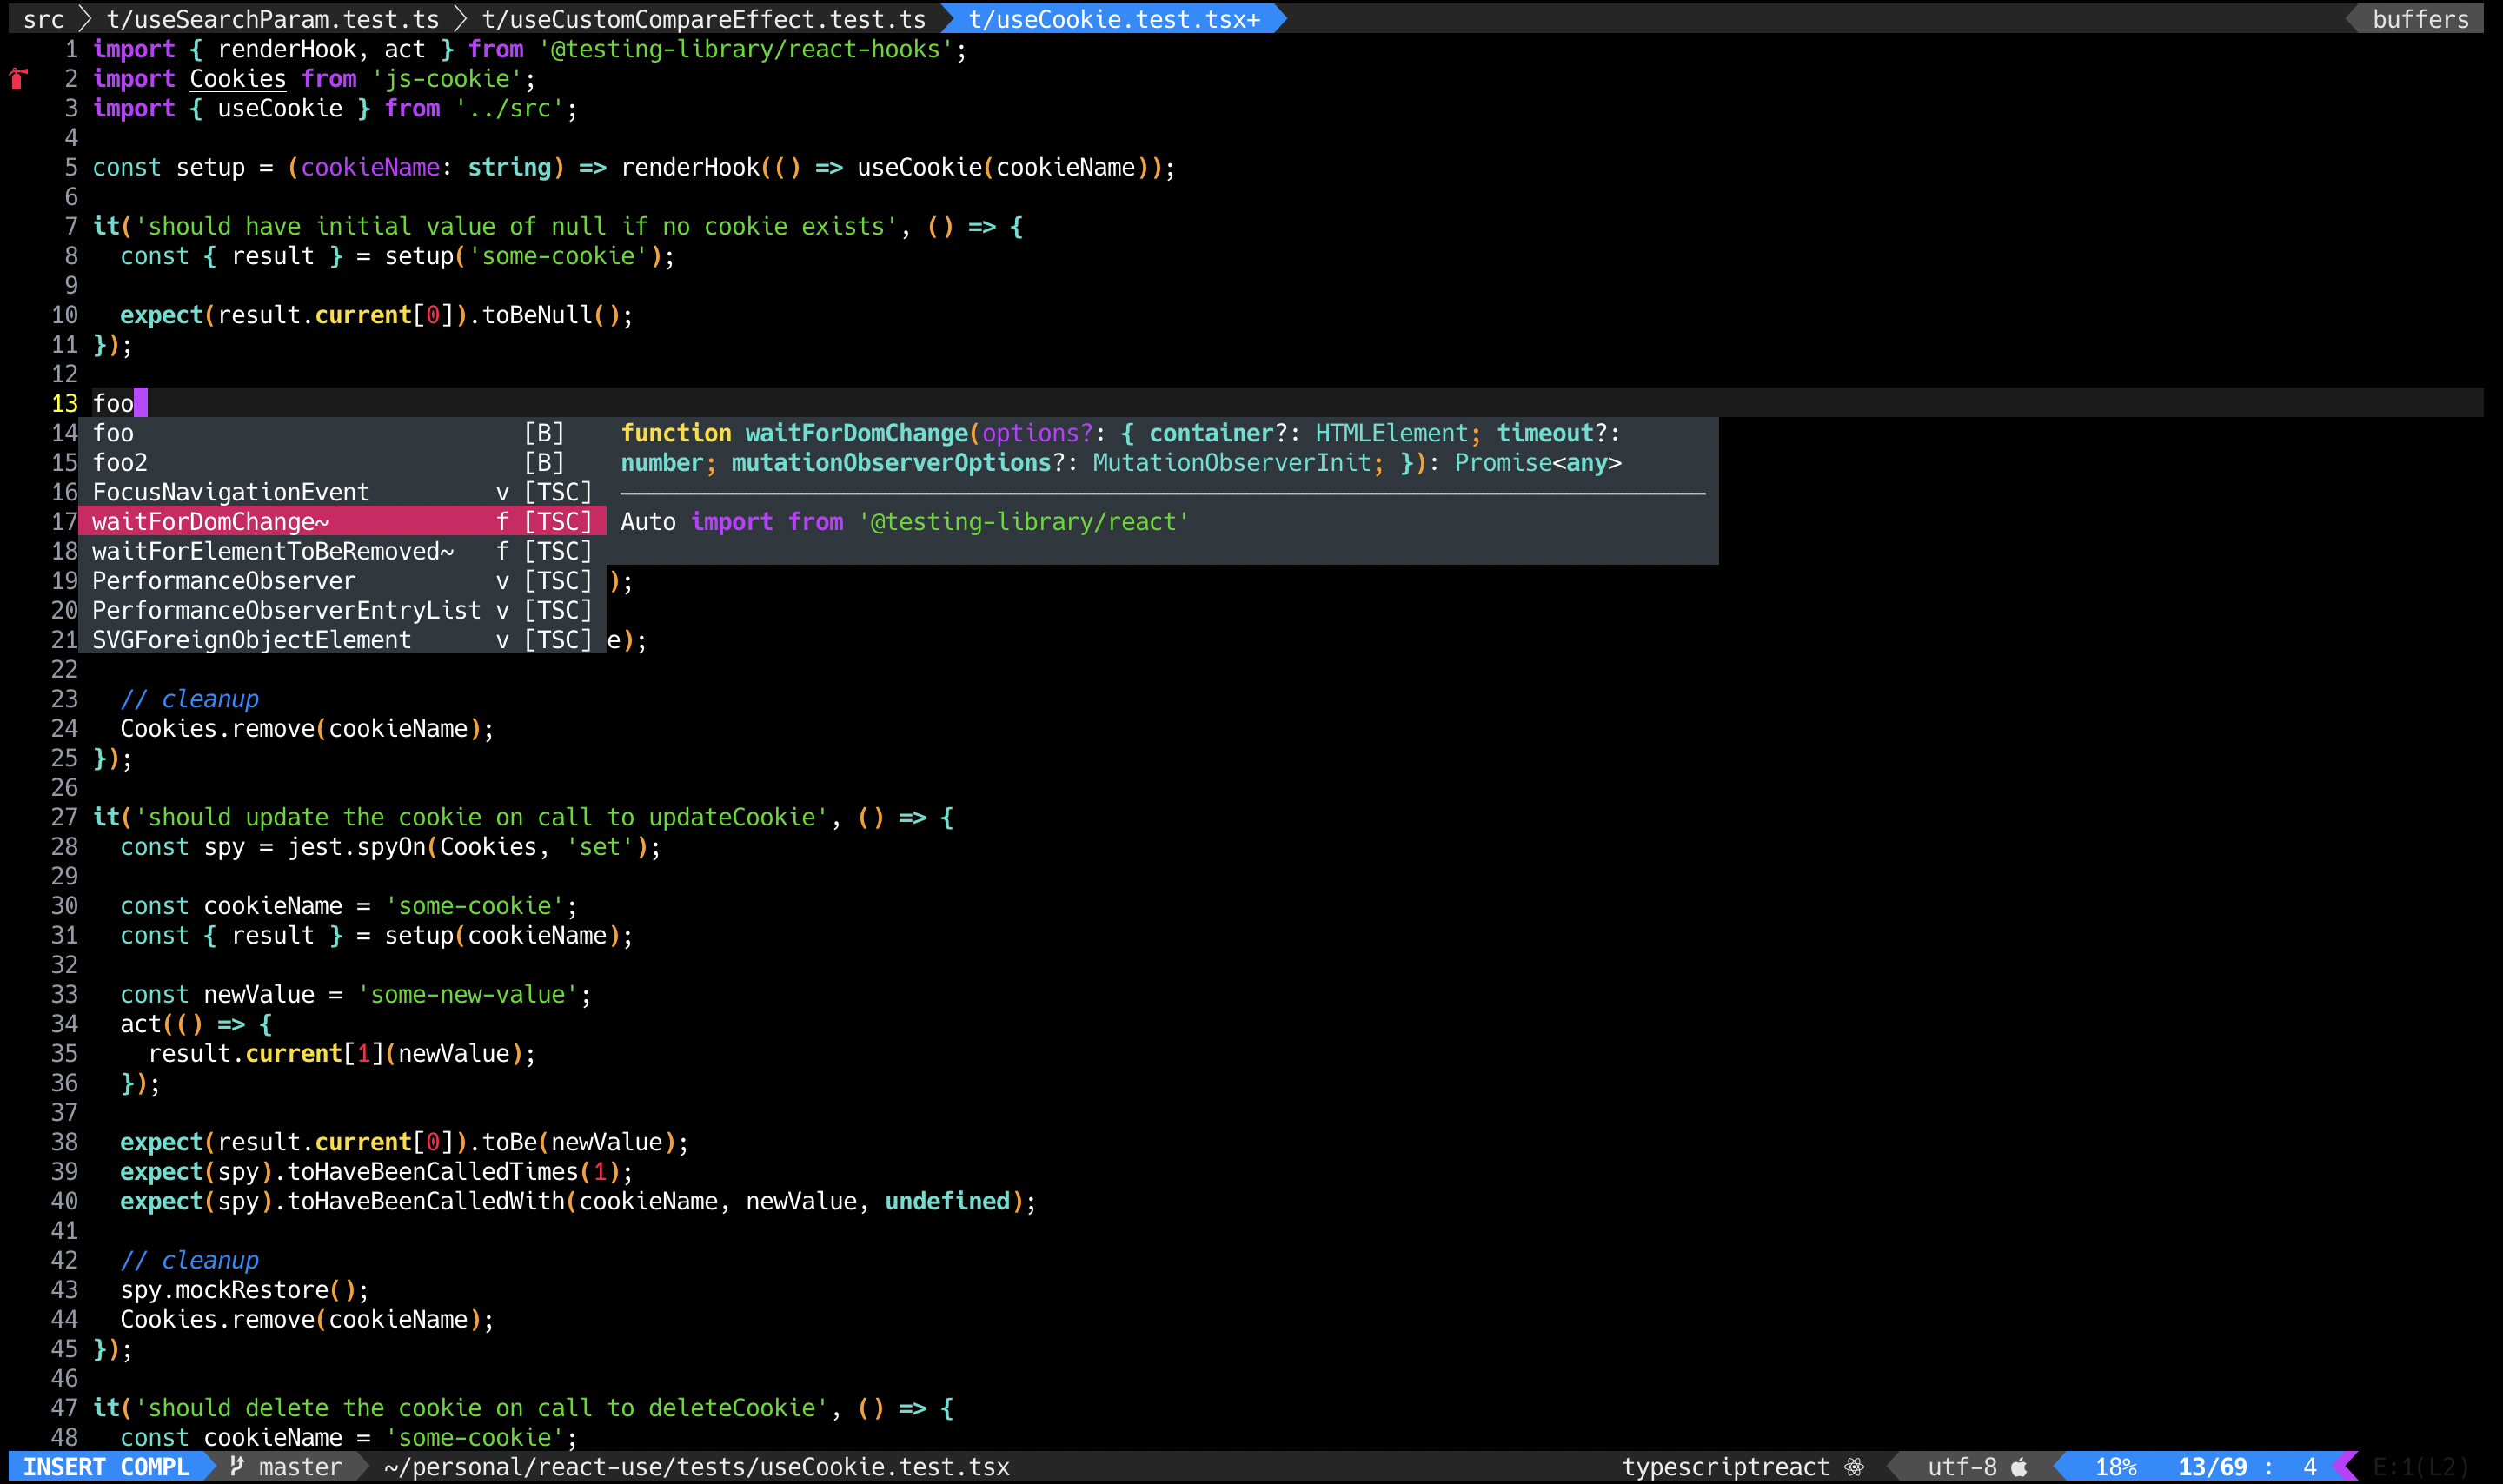 src t/useSearchParam.test.ts t/useCustomCompareEffect.test.ts t/useCookie.test.tsx+ buffers
1 import { renderHook, act } from '@testing-library/react-hooks';
2 import Cookies from 'js-cookie';
3 import { useCookie } from '../src';
4
5 const setup = (cookieName: string) => renderHook(() => useCookie(cookieName));
6
7 it('should have initial value of null if no cookie exists', () => {
8   const { result } = setup('some-cookie');
9
10   expect(result.current[0]).toBeNull();
11 });
12
13 foo
14 foo [B] function waitForDomChange(options?: { container?: HTMLElement; timeout?:
15 foo2 [B] number; mutationObserverOptions?: MutationObserverInit; }): Promise<any>
16 FocusNavigationEvent v [TSC]
17 waitForDomChange~ f [TSC] Auto import from '@testing-library/react'
18 waitForElementToBeRemoved~ f [TSC]
19 PerformanceObserver v [TSC] );
20 PerformanceObserverEntryList v [TSC]
21 SVGForeignObjectElement v [TSC] e);
22
23   // cleanup
24   Cookies.remove(cookieName);
25 });
26
27 it('should update the cookie on call to updateCookie', () => {
28   const spy = jest.spyOn(Cookies, 'set');
29
30   const cookieName = 'some-cookie';
31   const { result } = setup(cookieName);
32
33   const newValue = 'some-new-value';
34   act(() => {
35     result.current[1](newValue);
36   });
37
38   expect(result.current[0]).toBe(newValue);
39   expect(spy).toHaveBeenCalledTimes(1);
40   expect(spy).toHaveBeenCalledWith(cookieName, newValue, undefined);
41
42   // cleanup
43   spy.mockRestore();
44   Cookies.remove(cookieName);
45 });
46
47 it('should delete the cookie on call to deleteCookie', () => {
48   const cookieName = 'some-cookie';
INSERT COMPL master ~/personal/react-use/tests/useCookie.test.tsx typescriptreact utf-8 18% 13/69 : 4 E:1(L2)